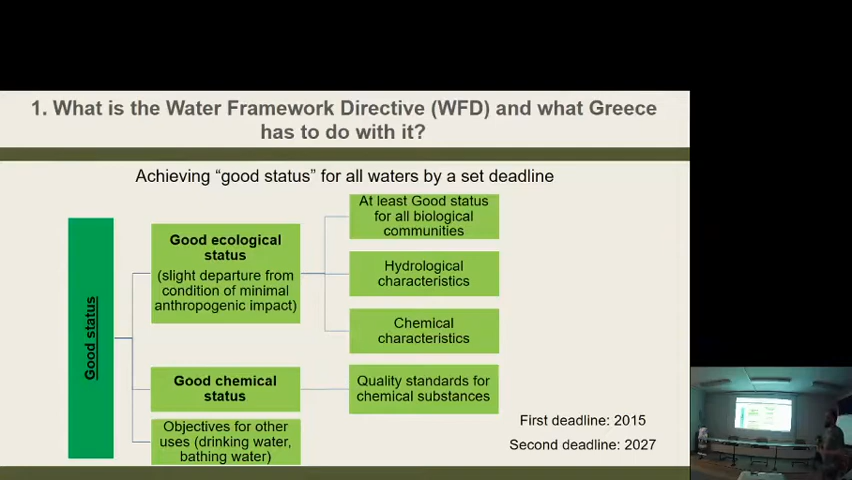 1. What is the Water Framework Directive (WFD) and what Greece
has to do with it?
Achieving “good status” for all waters by a set deadline
Good status
Good ecological
status
(slight departure from
condition of minimal
anthropogenic impact)
At least Good status
for all biological
communities
Hydrological
characteristics
Chemical
characteristics
Good chemical
status
Quality standards for
chemical substances
Objectives for other
uses (drinking water,
bathing water)
First deadline: 2015
Second deadline: 2027